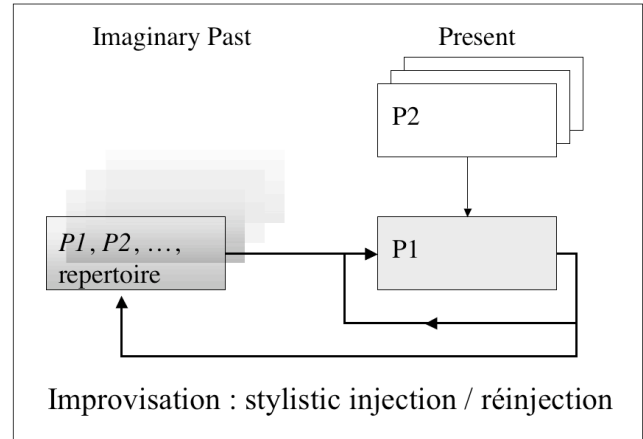 Imaginary Past
Present
P2
P1, P2, …,
repertoire
P1
Improvisation : stylistic injection / réinjection